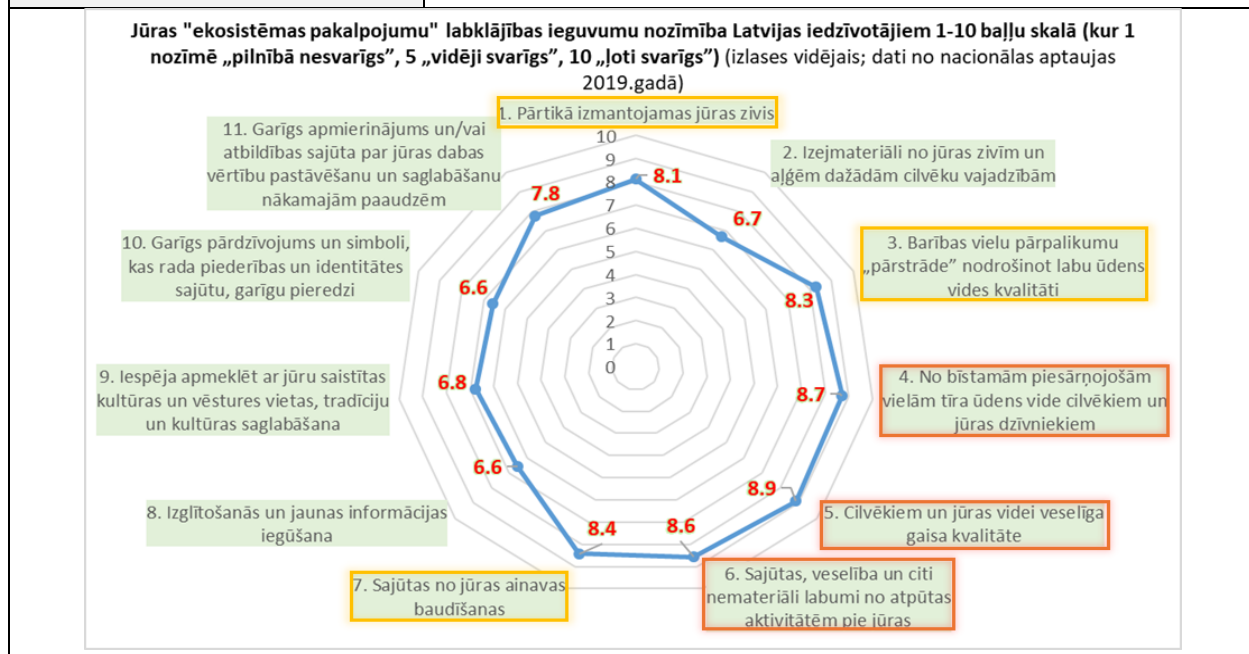 Jūras "ekosistēmas pakalpojumu" labklājības ieguvumu nozīmība Latvijas iedzīvotājiem 1-10 baļļu skalā (kur 1
nozīmē „pilnībā nesvarīgs”, 5 „vidēji svarīgs”, 10 „ļoti svarīgs”) (izlases vidējais; dati no nacionālas aptaujas
2019.gadā)
1. Pārtikā izmantojamas jūras zivis
10
9
8
7
6
5
4
3
2
1
0
8.1
2. Izejmateriāli no jūras zivīm un
aļģēm dažādām cilvēku vajadzībām
6.7
3. Barības vielu pārpalikumu
„pārstrāde” nodrošinot labu ūdens
vides kvalitāti
8.3
4. No bīstamām piesārņojošām
vielām tīra ūdens vide cilvēkiem un
jūras dzīvniekiem
8.7
5. Cilvēkiem un jūras videi veselīga
gaisa kvalitāte
8.9
6. Sajūtas, veselība un citi
nemateriāli labumi no atpūtas
aktivitātēm pie jūras
8.6
7. Sajūtas no jūras ainavas
baudīšanas
8.4
8. Izglītošanās un jaunas informācijas
iegūšana
6.6
9. Iespēja apmeklēt ar jūru saistītas
kultūras un vēstures vietas, tradīciju
un kultūras saglabāšana
6.8
10. Garīgs pārdzīvojums un simboli,
kas rada piederības un identitātes
sajūtu, garīgu pieredzi
6.6
11. Garīgs apmierinājums un/vai
atbildības sajūta par jūras dabas
vērtību pastāvēšanu un saglabāšanu
nākamajām paaudzēm
7.8